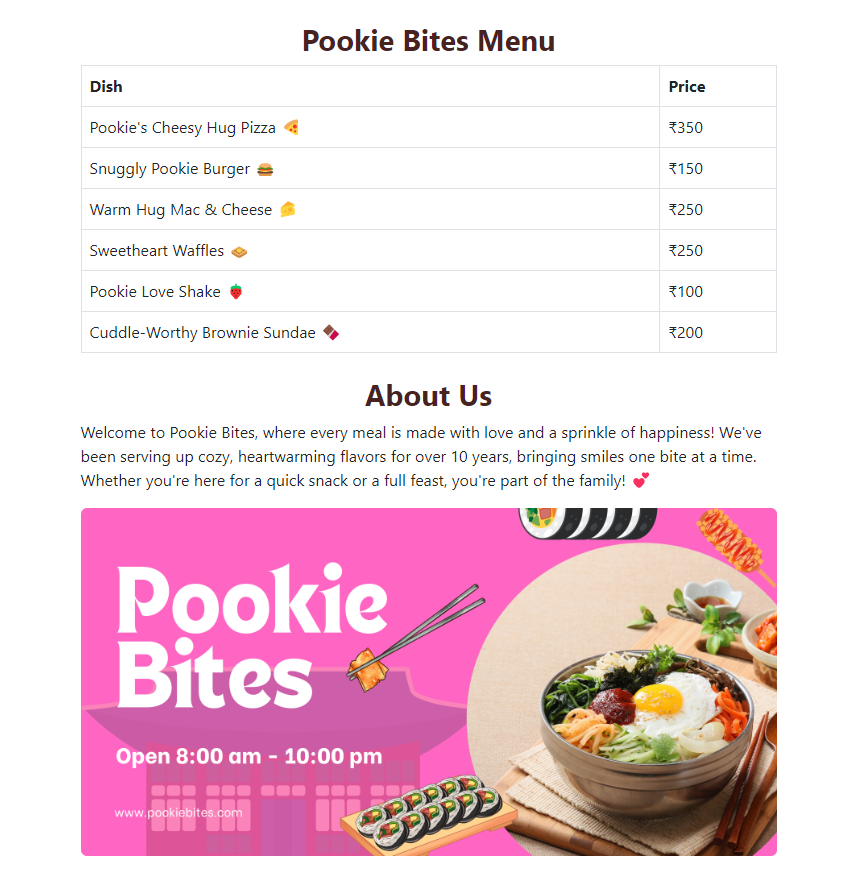 Pookie Bites Menu
Dish Price
Pookie's Cheesy Hug Pizza 🍕 ₹350
Snuggly Pookie Burger 🍔 ₹150
Warm Hug Mac & Cheese 🧀 ₹250
Sweetheart Waffles 🧇 ₹250
Pookie Love Shake 🍓 ₹100
Cuddle-Worthy Brownie Sundae 🍫 ₹200
About Us
Welcome to Pookie Bites, where every meal is made with love and a sprinkle of happiness! We've
been serving up cozy, heartwarming flavors for over 10 years, bringing smiles one bite at a time.
Whether you're here for a quick snack or a full feast, you're part of the family! 💕
Pookie
Bites
Open 8:00 am - 10:00 pm
www.pookiebites.com